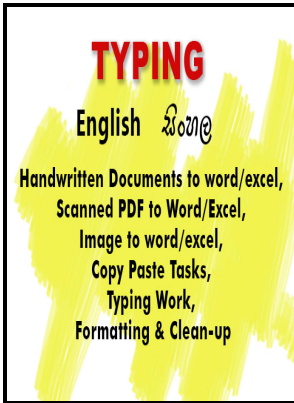 TYPING
English සිංහල
Handwritten Documents to word/excel,
Scanned PDF to Word/Excel,
Image to word/excel,
Copy Paste Tasks,
Typing Work,
Formatting & Clean-up